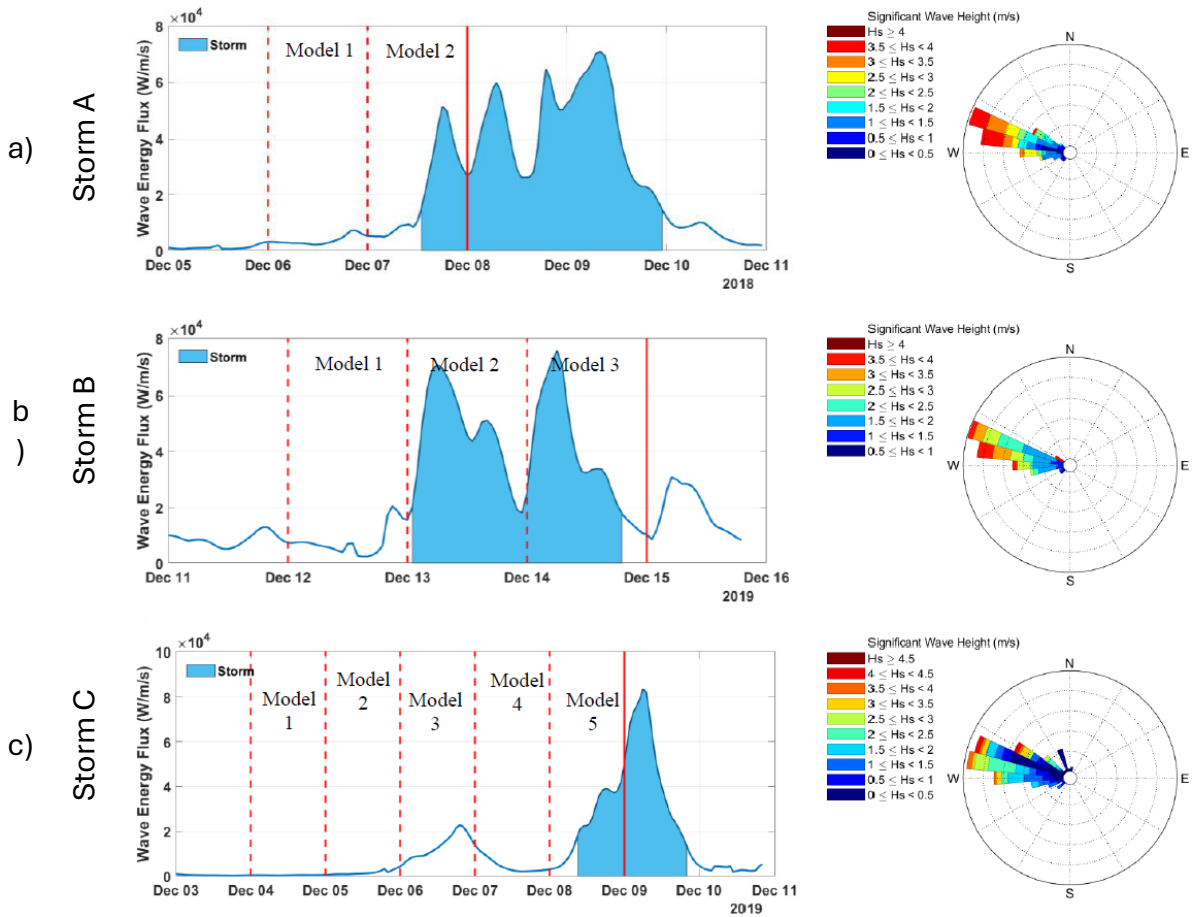 a)
Storm A
×10⁴
Wave Energy Flux (W/m/s)
8
6
4
2
0
Storm
Model 1
Model 2
Dec 05
Dec 06
Dec 07
Dec 08
Dec 09
Dec 10
Dec 11
2018
Significant Wave Height (m/s)
Hs ≥ 4
3.5 ≤ Hs < 4
3 ≤ Hs < 3.5
2.5 ≤ Hs < 3
2 ≤ Hs < 2.5
1.5 ≤ Hs < 2
1 ≤ Hs < 1.5
0.5 ≤ Hs < 1
0 ≤ Hs < 0.5
N
W
E
S
b
)
Storm B
×10⁴
Wave Energy Flux (W/m/s)
8
6
4
2
0
Storm
Model 1
Model 2
Model 3
Dec 11
Dec 12
Dec 13
Dec 14
Dec 15
Dec 16
2019
Significant Wave Height (m/s)
Hs ≥ 4
3.5 ≤ Hs < 4
3 ≤ Hs < 3.5
2.5 ≤ Hs < 3
2 ≤ Hs < 2.5
1.5 ≤ Hs < 2
1 ≤ Hs < 1.5
0.5 ≤ Hs < 1
N
W
E
S
c)
Storm C
×10⁴
Wave Energy Flux (W/m/s)
10
8
6
4
2
0
Storm
Model
1
Model
2
Model
3
Model
4
Model
5
Dec 03
Dec 04
Dec 05
Dec 06
Dec 07
Dec 08
Dec 09
Dec 10
Dec 11
2019
Significant Wave Height (m/s)
Hs ≥ 4.5
4 ≤ Hs < 4.5
3.5 ≤ Hs < 4
3 ≤ Hs < 3.5
2.5 ≤ Hs < 3
2 ≤ Hs < 2.5
1.5 ≤ Hs < 2
1 ≤ Hs < 1.5
0.5 ≤ Hs < 1
0 ≤ Hs < 0.5
N
W
E
S